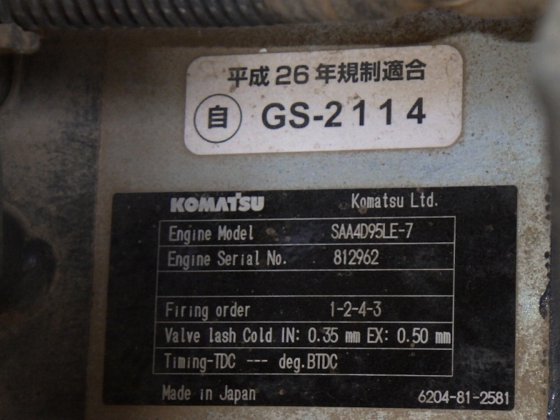 平成26年規制適合
自 GS-2114
KOMATSU Komatsu Ltd.
Engine Model SAA4D95LE-7
Engine Serial No. 812962
Firing order 1-2-4-3
Valve lash Cold IN: 0.35 mm EX: 0.50 mm
Timing-TDC --- deg.BTDC
Made in Japan 6204-81-2581